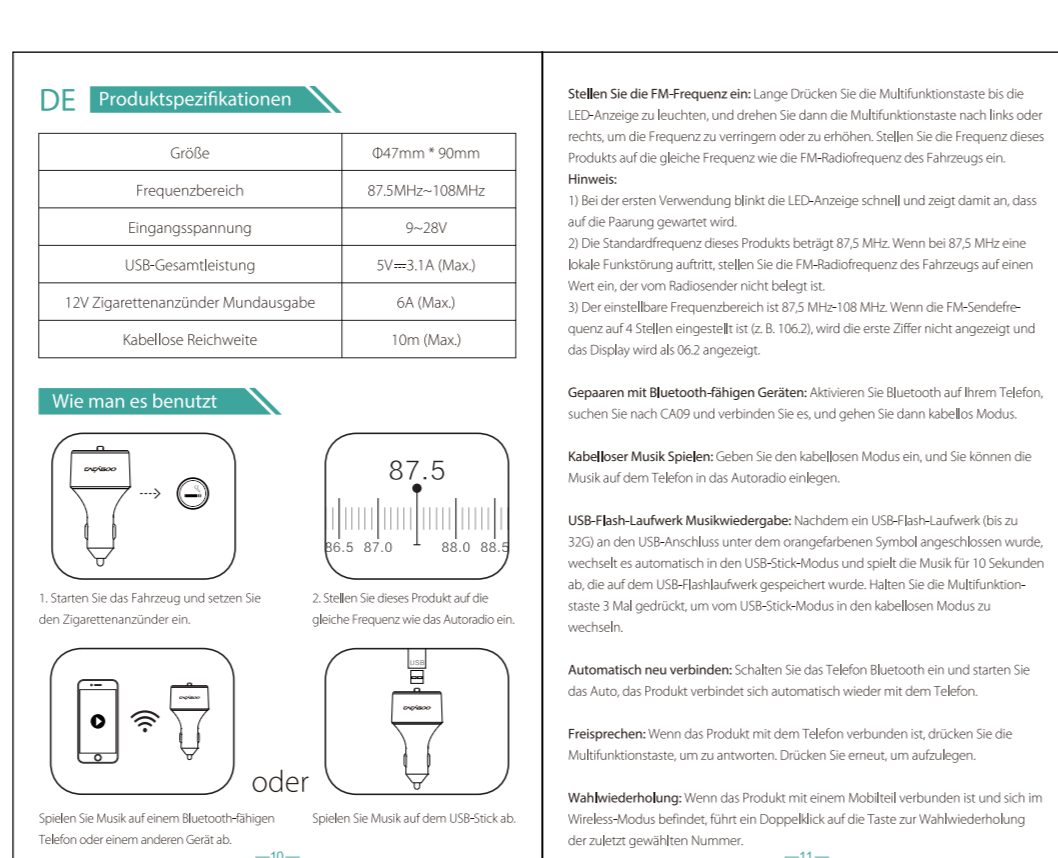 DE Produktspezifikationen
Größe Φ47mm * 90mm
Frequenzbereich 87.5MHz~108MHz
Eingangsspannung 9~28V
USB-Gesamtleistung 5V⎓3.1A (Max.)
12V Zigarettenanzünder Mundausgabe 6A (Max.)
Kabellose Reichweite 10m (Max.)
Wie man es benutzt
87.5
86.5 87.0 88.0 88.5
1. Starten Sie das Fahrzeug und setzen Sie
den Zigarettenanzünder ein.
2. Stellen Sie dieses Produkt auf die
gleiche Frequenz wie das Autoradio ein.
USB
oder
Spielen Sie Musik auf einem Bluetooth-fähigen
Telefon oder einem anderen Gerät ab.
Spielen Sie Musik auf dem USB-Stick ab.
—10—
Stellen Sie die FM-Frequenz ein: Lange Drücken Sie die Multifunktionstaste bis die
LED-Anzeige zu leuchten, und drehen Sie dann die Multifunktionstaste nach links oder
rechts, um die Frequenz zu verringern oder zu erhöhen. Stellen Sie die Frequenz dieses
Produkts auf die gleiche Frequenz wie die FM-Radiofrequenz des Fahrzeugs ein.
Hinweis:
1) Bei der ersten Verwendung blinkt die LED-Anzeige schnell und zeigt damit an, dass
auf die Paarung gewartet wird.
2) Die Standardfrequenz dieses Produkts beträgt 87,5 MHz. Wenn bei 87,5 MHz eine
lokale Funkstörung auftritt, stellen Sie die FM-Radiofrequenz des Fahrzeugs auf einen
Wert ein, der vom Radiosender nicht belegt ist.
3) Der einstellbare Frequenzbereich ist 87,5 MHz-108 MHz. Wenn die FM-Sendefre-
quenz auf 4 Stellen eingestellt ist (z. B. 106.2), wird die erste Ziffer nicht angezeigt und
das Display wird als 06.2 angezeigt.
Gepaaren mit Bluetooth-fähigen Geräten: Aktivieren Sie Bluetooth auf Ihrem Telefon,
suchen Sie nach CA09 und verbinden Sie es, und gehen Sie dann kabellos Modus.
Kabelloser Musik Spielen: Geben Sie den kabellosen Modus ein, und Sie können die
Musik auf dem Telefon in das Autoradio einlegen.
USB-Flash-Laufwerk Musikwiedergabe: Nachdem ein USB-Flash-Laufwerk (bis zu
32G) an den USB-Anschluss unter dem orangefarbenen Symbol angeschlossen wurde,
wechselt es automatisch in den USB-Stick-Modus und spielt die Musik für 10 Sekunden
ab, die auf dem USB-Flashlaufwerk gespeichert wurde. Halten Sie die Multifunktion-
staste 3 Mal gedrückt, um vom USB-Stick-Modus in den kabellosen Modus zu
wechseln.
Automatisch neu verbinden: Schalten Sie das Telefon Bluetooth ein und starten Sie
das Auto, das Produkt verbindet sich automatisch wieder mit dem Telefon.
Freisprechen: Wenn das Produkt mit dem Telefon verbunden ist, drücken Sie die
Multifunktionstaste, um zu antworten. Drücken Sie erneut, um aufzulegen.
Wahlwiederholung: Wenn das Produkt mit einem Mobilteil verbunden ist und sich im
Wireless-Modus befindet, führt ein Doppelklick auf die Taste zur Wahlwiederholung
der zuletzt gewählten Nummer.
—11—